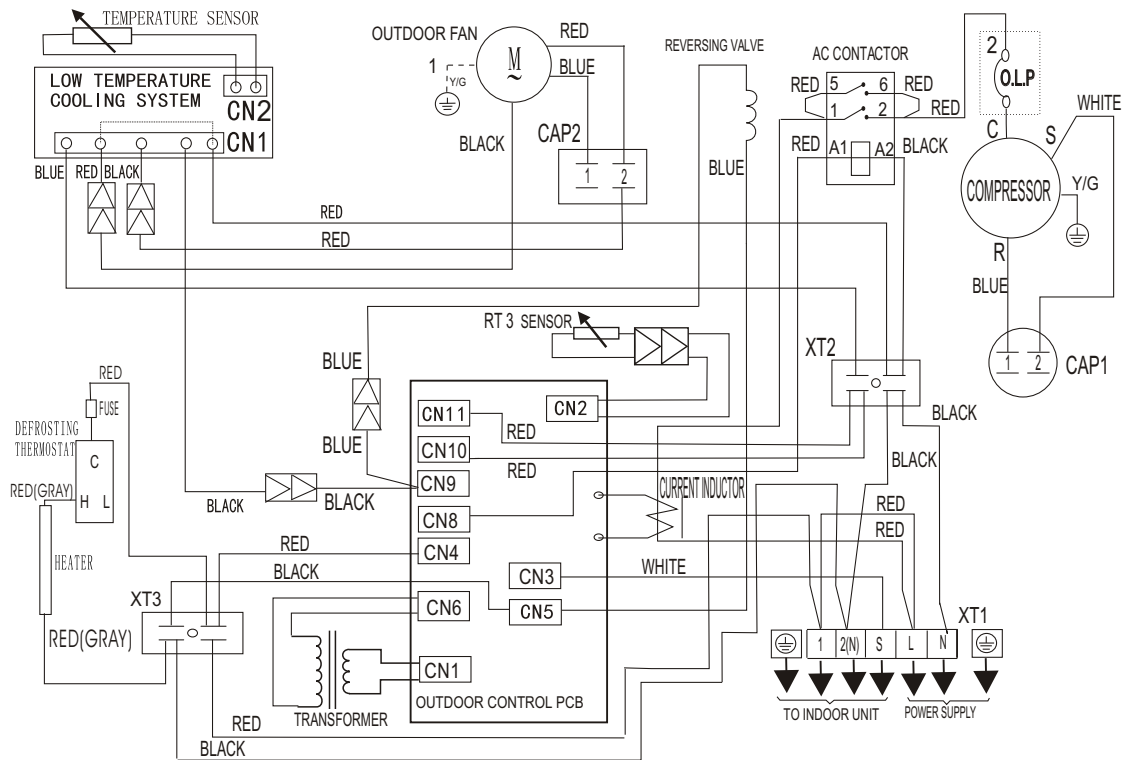 TEMPERATURE SENSOR
LOW TEMPERATURE
COOLING SYSTEM
CN2
CN1
BLUE
RED
BLACK
OUTDOOR FAN
M
~
1
Y/G
RED
BLUE
BLACK
CAP2
1
2
RED
RED
REVERSING VALVE
BLUE
AC CONTACTOR
RED
5
6
RED
1
2
RED
RED
A1
A2
BLACK
2
O.L.P
WHITE
C
S
COMPRESSOR
Y/G
R
BLUE
1
2
CAP1
XT2
BLACK
BLACK
RT 3 SENSOR
BLUE
BLUE
CN11
CN2
RED
CN10
RED
CN9
BLACK
BLACK
CN8
CURRENT INDUCTOR
RED
RED
CN4
RED
BLACK
CN3
WHITE
CN6
CN5
CN1
OUTDOOR CONTROL PCB
TRANSFORMER
RED
FUSE
DEFROSTING
THERMOSTAT
C
RED(GRAY)
H
L
HEATER
XT3
RED(GRAY)
RED
BLACK
XT1
1
2(N)
S
L
N
TO INDOOR UNIT
POWER SUPPLY